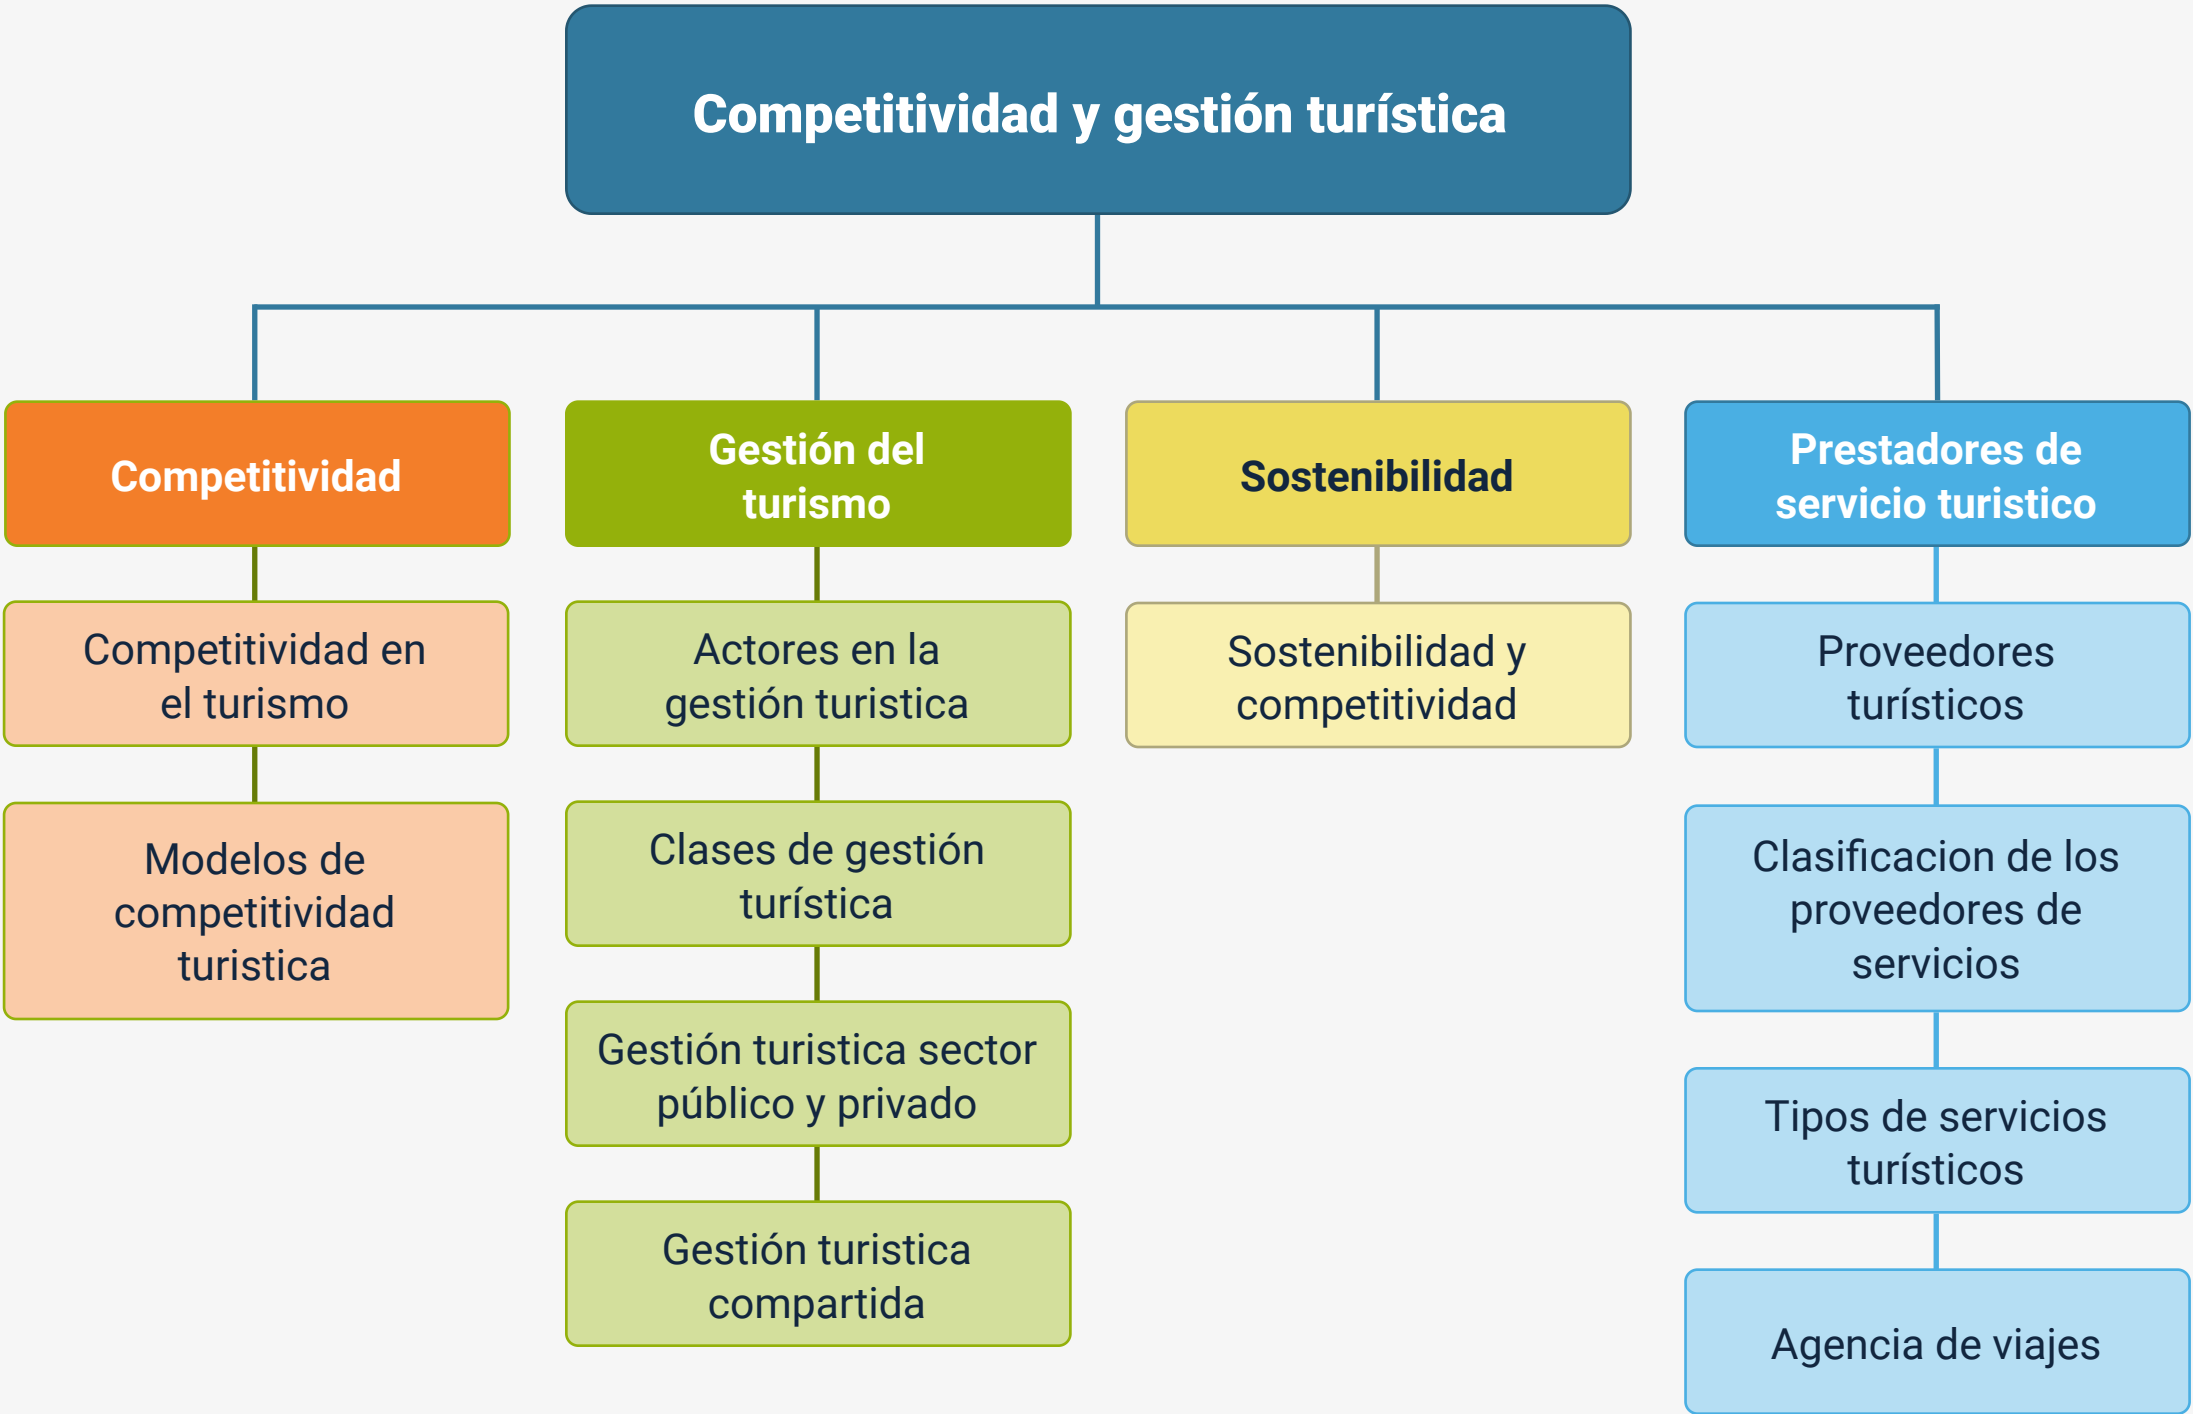 Competitividad y gestión turística
Competitividad
Competitividad en
el turismo
Modelos de
competitividad
turistica
Gestión del
turismo
Actores en la
gestión turistica
Clases de gestión
turística
Gestión turistica sector
público y privado
Gestión turistica
compartida
Sostenibilidad
Sostenibilidad y
competitividad
Prestadores de
servicio turistico
Proveedores
turísticos
Clasificacion de los
proveedores de
servicios
Tipos de servicios
turísticos
Agencia de viajes